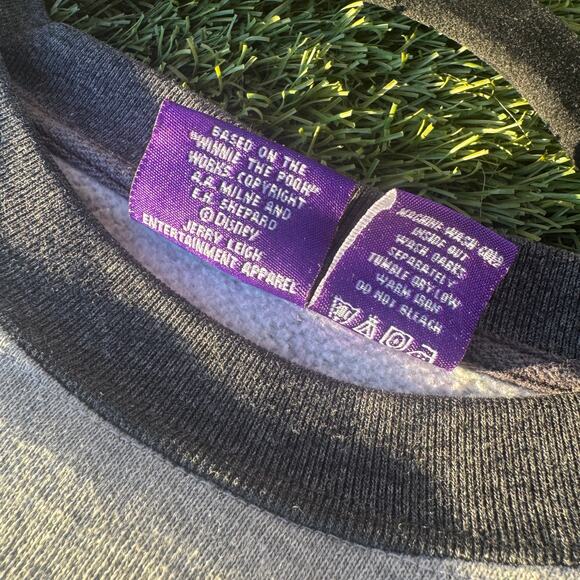 BASED ON THE
"WINNIE THE POOH"
WORKS, COPYRIGHT
A.A. MILNE AND
E.H. SHEPARD
© DISNEY
JERRY LEIGH
ENTERTAINMENT APPAREL
MACHINE WASH COLD
INSIDE OUT
WASH DARKS
SEPARATELY
TUMBLE DRY LOW
WARM IRON
DO NOT BLEACH